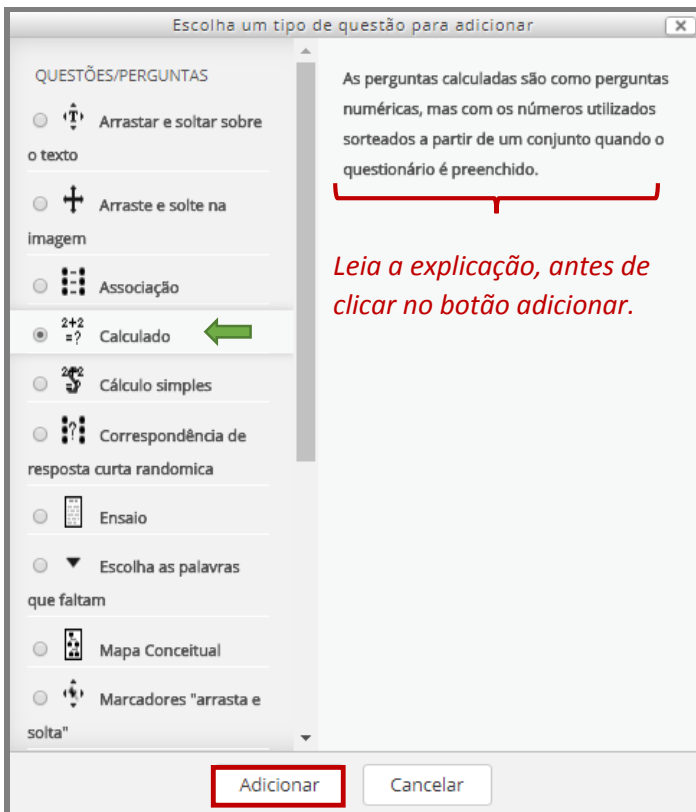 Escolha um tipo de questão para adicionar
x
QUESTÕES/PERGUNTAS
T Arrastar e soltar sobre
o texto
Arraste e solte na
imagem
Associação
2+2
=? Calculado
2+2
Cálculo simples
? Correspondência de
resposta curta randomica
Ensaio
Escolha as palavras
que faltam
Mapa Conceitual
Marcadores "arrasta e
solta"
As perguntas calculadas são como perguntas
numéricas, mas com os números utilizados
sorteados a partir de um conjunto quando o
questionário é preenchido.
Leia a explicação, antes de
clicar no botão adicionar.
Adicionar
Cancelar